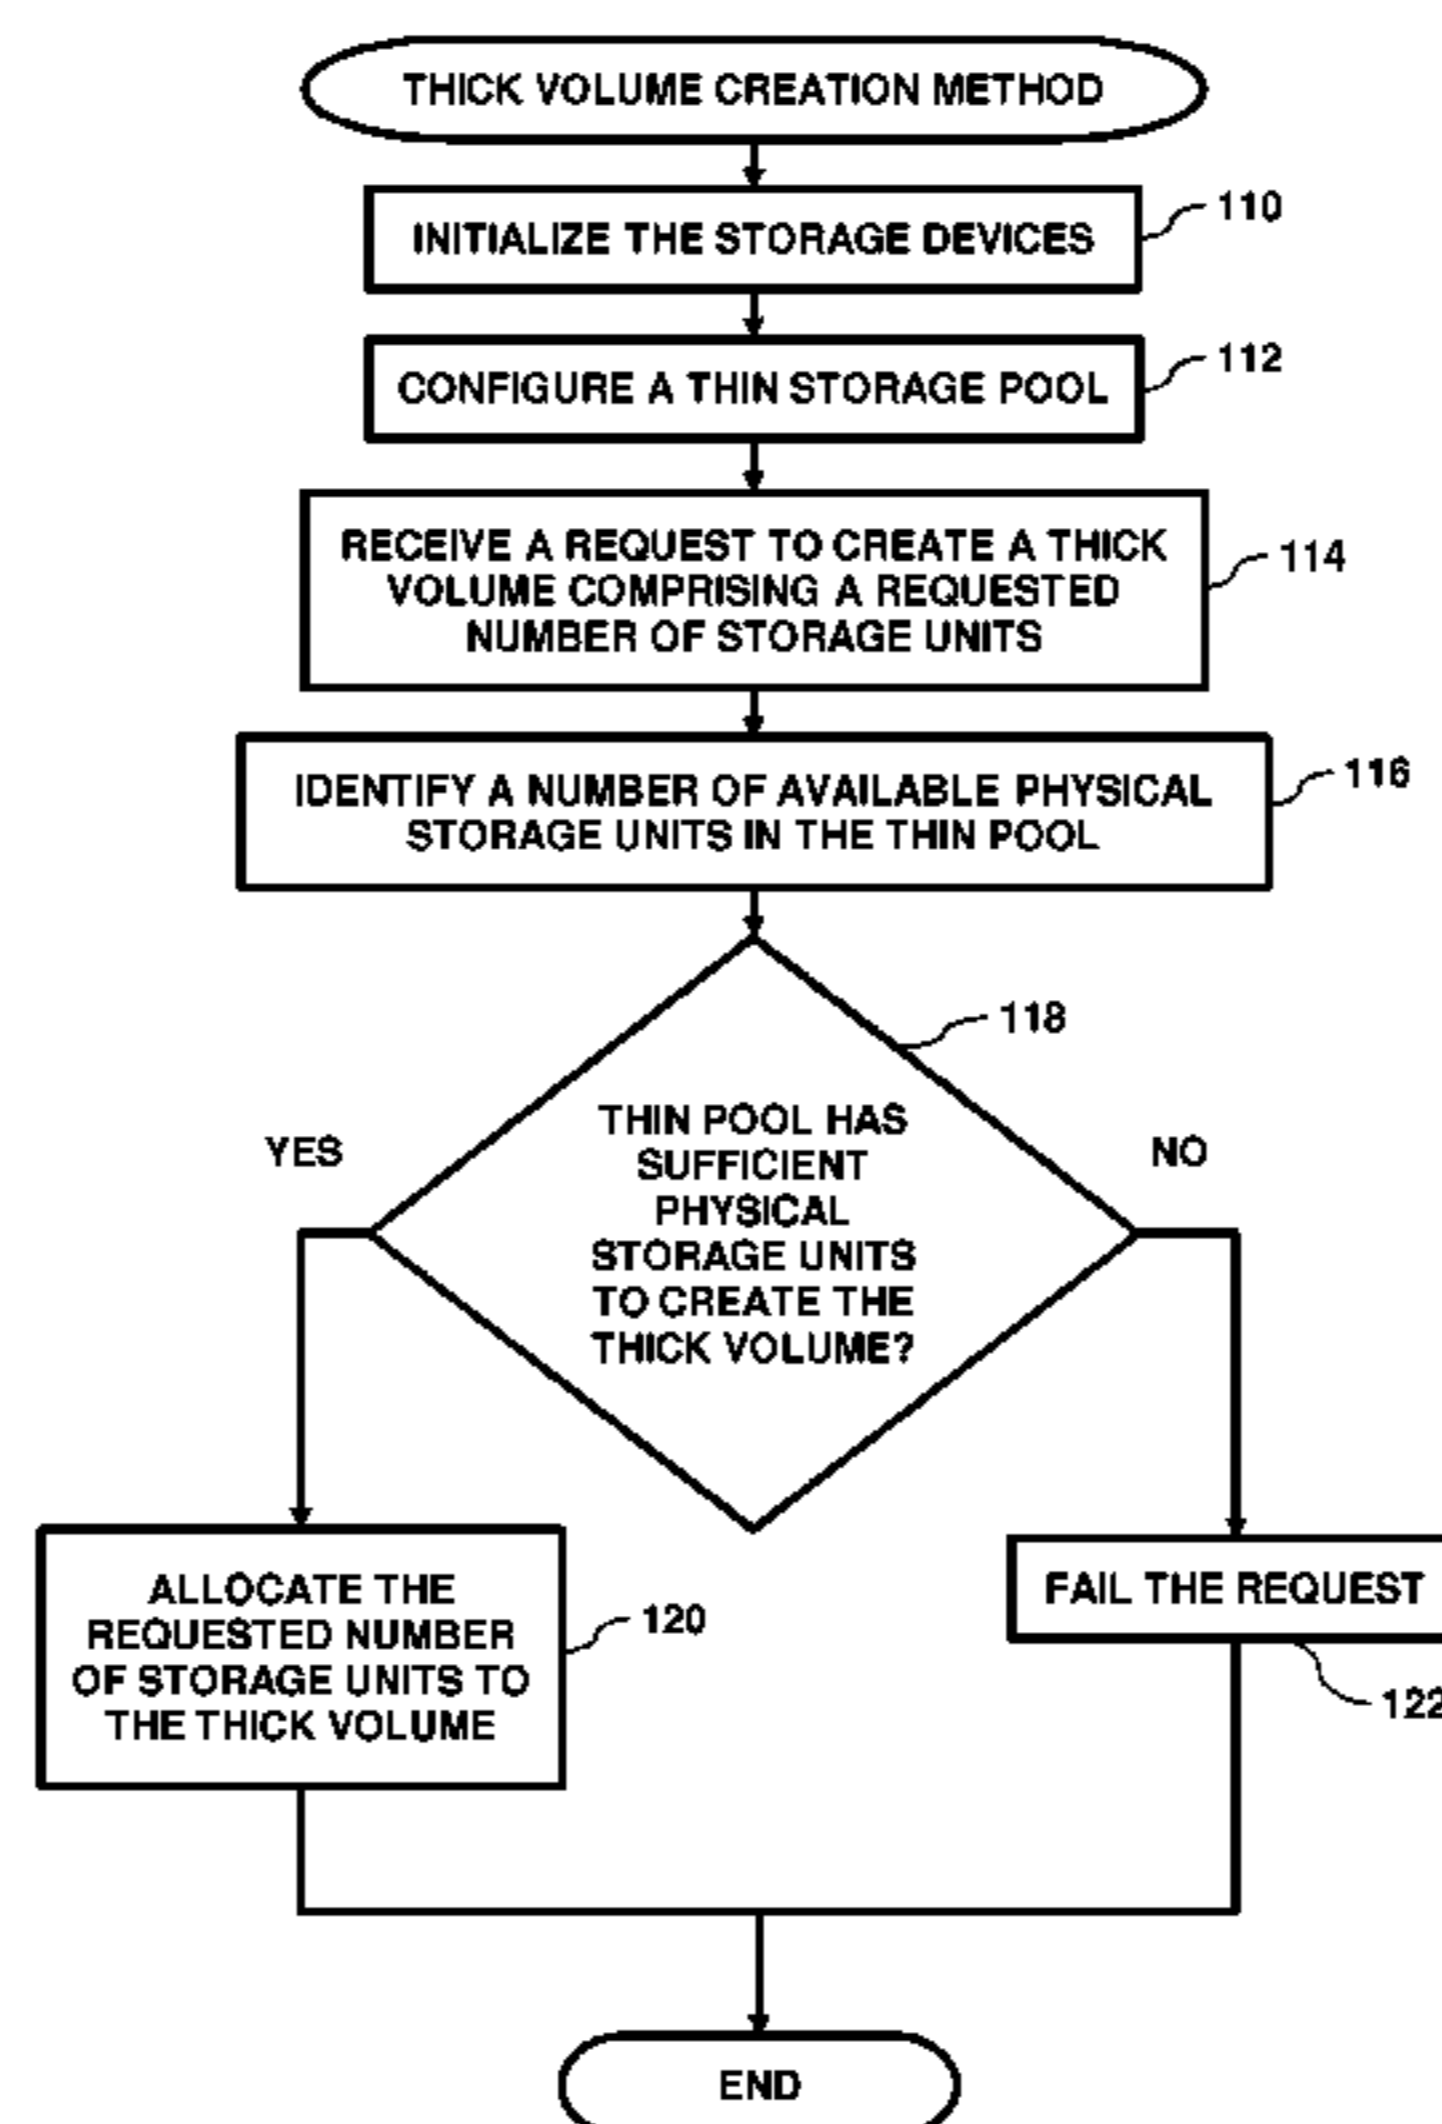 THICK VOLUME CREATION METHOD
INITIALIZE THE STORAGE DEVICES
110
CONFIGURE A THIN STORAGE POOL
112
RECEIVE A REQUEST TO CREATE A THICK
VOLUME COMPRISING A REQUESTED
NUMBER OF STORAGE UNITS
114
IDENTIFY A NUMBER OF AVAILABLE PHYSICAL
STORAGE UNITS IN THE THIN POOL
116
118
THIN POOL HAS
SUFFICIENT
PHYSICAL
STORAGE UNITS
TO CREATE THE
THICK VOLUME?
YES
NO
ALLOCATE THE
REQUESTED NUMBER
OF STORAGE UNITS TO
THE THICK VOLUME
120
FAIL THE REQUEST
122
END